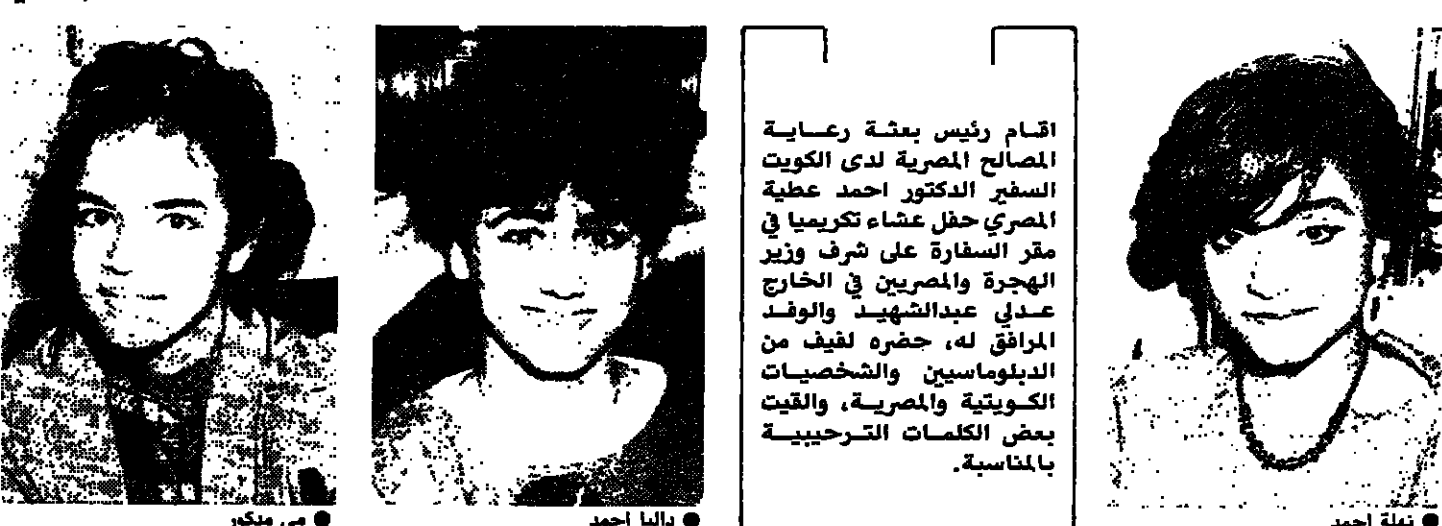 اقام رئيس بعثة رعاية
المصالح المصرية لدى الكويت
السفير الدكتور احمد عطية
المصري حفل عشاء تكريميا في
مقر السفارة على شرف وزير
الهجرة والمصريين في الخارج
عدلي عبدالشهيد والوفد
المرافق له، حضره لفيف من
الدبلوماسيين والشخصيات
الكويتية والمصرية، والقيت
بعض الكلمات الترحيبية
بالمناسبة.
● نهلة احمد
● داليا احمد
● مي مدكور